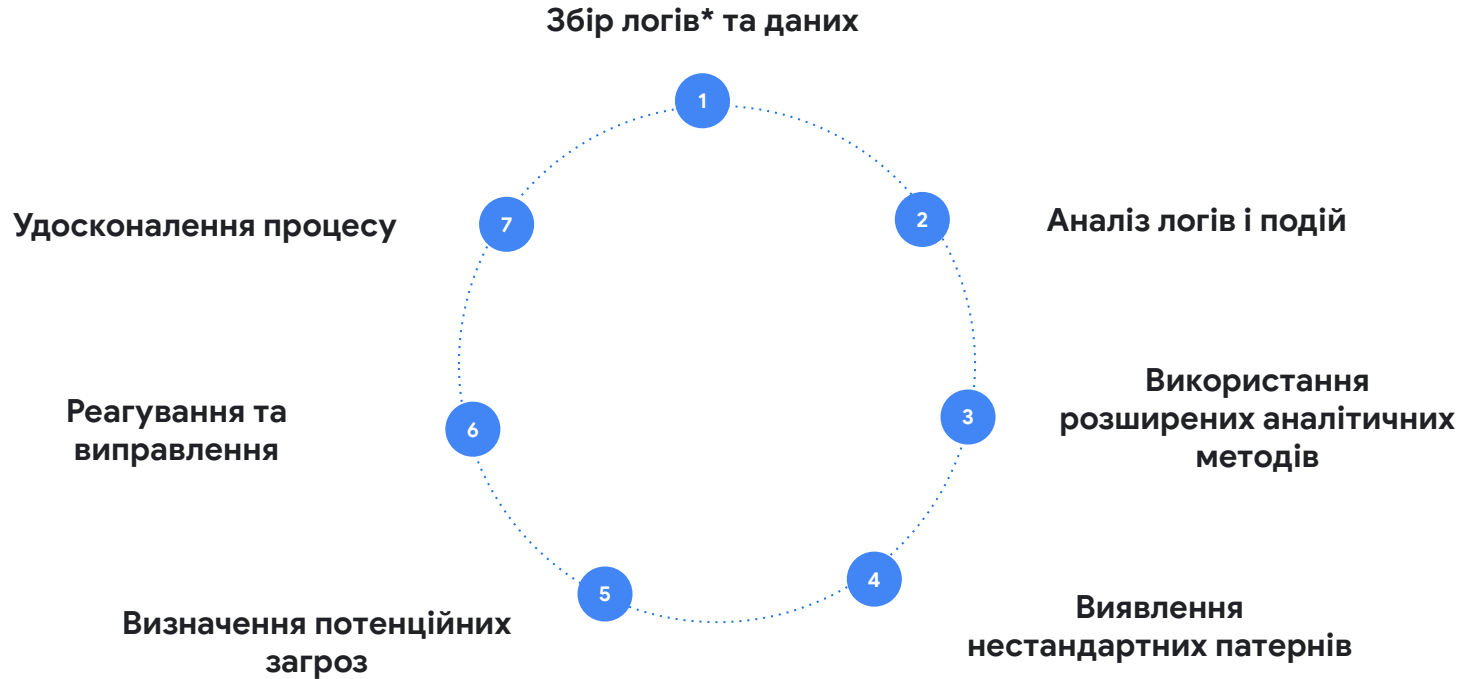 Збір логів* та даних
1
2
Аналіз логів і подій
3
Використання
розширених аналітичних
методів
4
Виявлення
нестандартних патернів
5
Визначення потенційних
загроз
6
Реагування та
виправлення
7
Удосконалення процесу